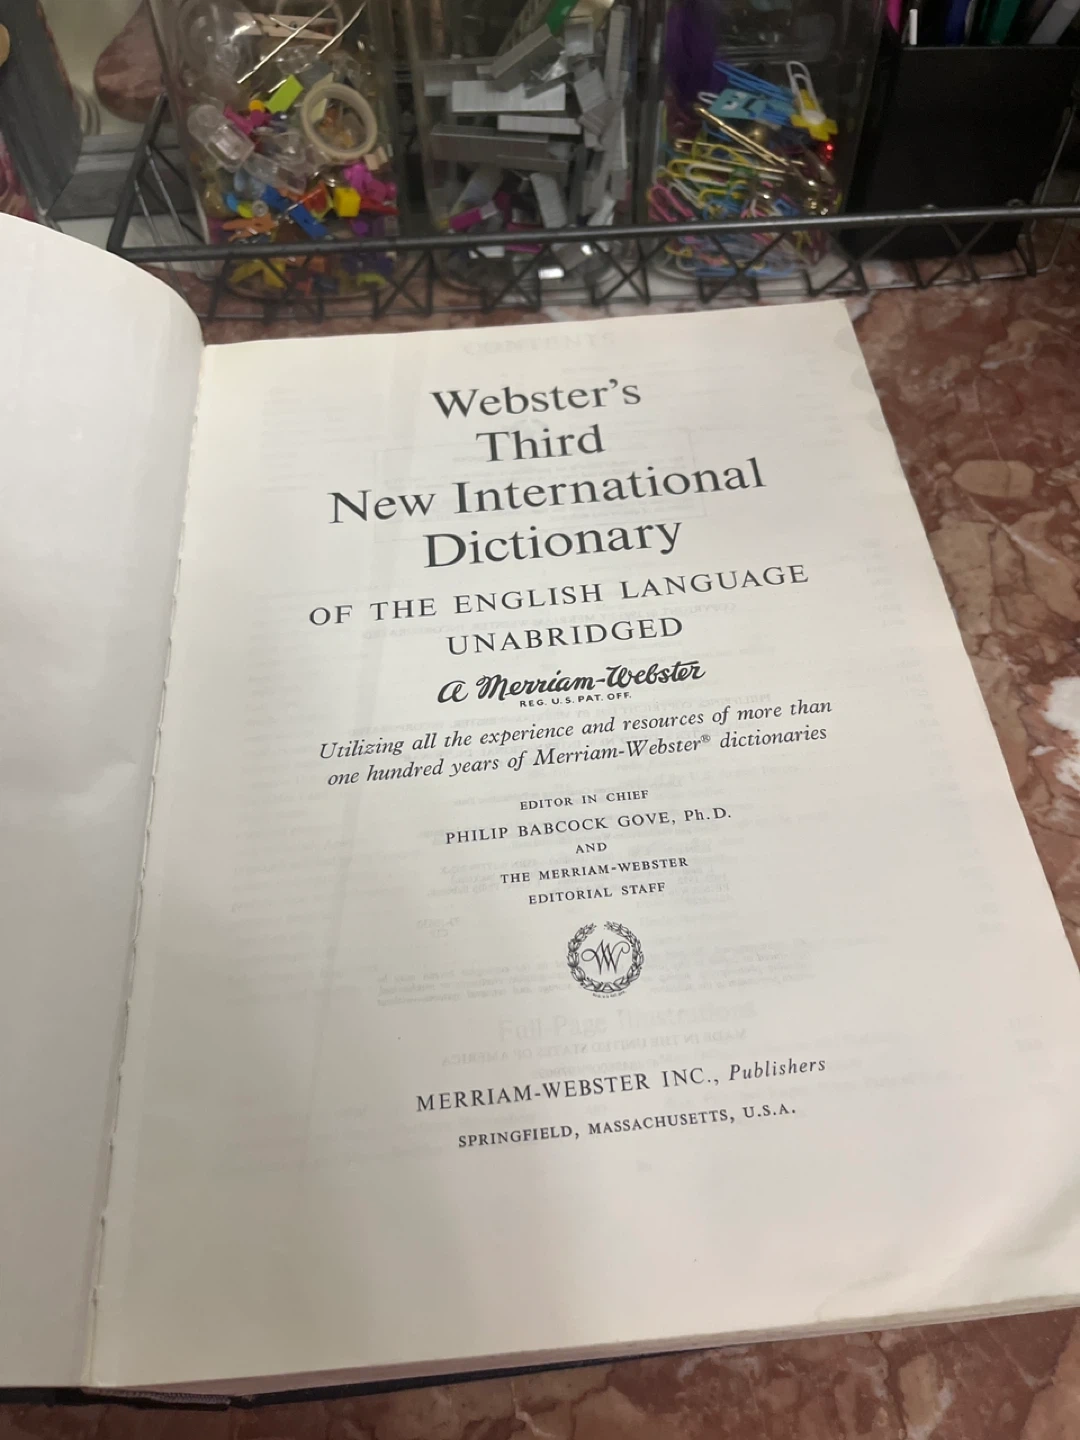 Webster's
Third
New International
Dictionary
OF THE ENGLISH LANGUAGE
UNABRIDGED
a Merriam-Webster
REG. U.S. PAT. OFF.
Utilizing all the experience and resources of more than
one hundred years of Merriam-Webster® dictionaries
EDITOR IN CHIEF
PHILIP BABCOCK GOVE, Ph.D.
AND
THE MERRIAM-WEBSTER
EDITORIAL STAFF
W
MERRIAM-WEBSTER INC., Publishers
SPRINGFIELD, MASSACHUSETTS, U.S.A.